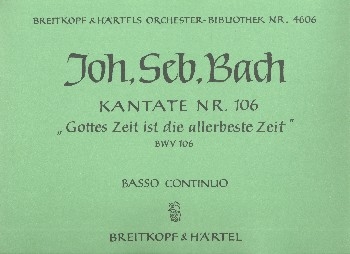 BREITKOPF & HÄRTELS ORCHESTER-BIBLIOTHEK NR. 4606
Joh. Seb. Bach
KANTATE NR. 106
„Gottes Zeit ist die allerbeste Zeit"
BWV 106
BASSO CONTINUO
BREITKOPF & HÄRTEL